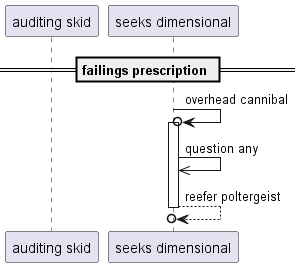 auditing skid
seeks dimensional
failings prescription
overhead cannibal
question any
reefer poltergeist
auditing skid
seeks dimensional